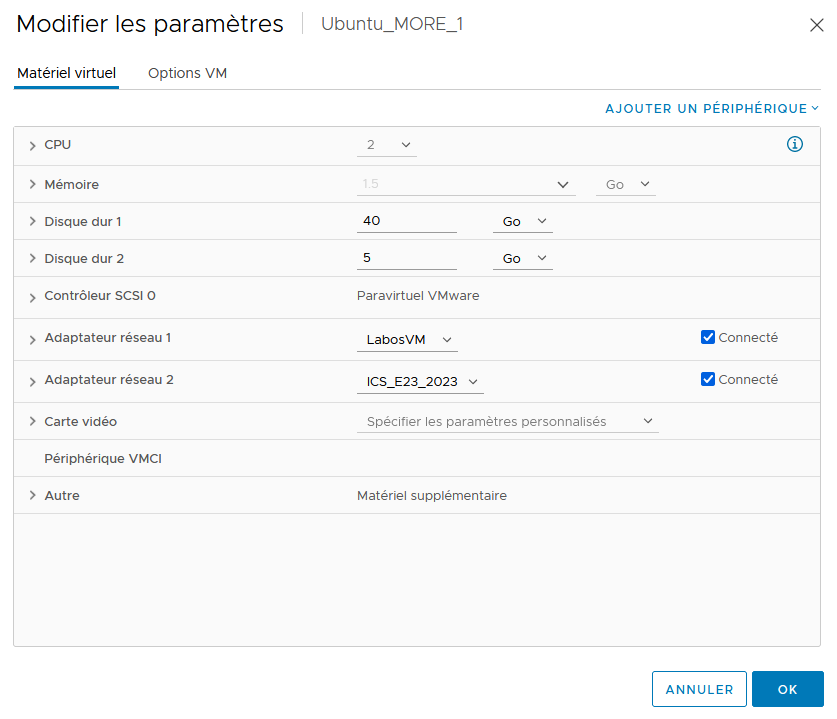 Modifier les paramètres Ubuntu_MORE_1
Matériel virtuel Options VM
AJOUTER UN PÉRIPHÉRIQUE
CPU 2
Mémoire 1.5 Go
Disque dur 1 40 Go
Disque dur 2 5 Go
Contrôleur SCSI 0 Paravirtuel VMware
Adaptateur réseau 1 LabosVM Connecté
Adaptateur réseau 2 ICS_E23_2023 Connecté
Carte vidéo Spécifier les paramètres personnalisés
Périphérique VMCI
Autre Matériel supplémentaire
ANNULER OK